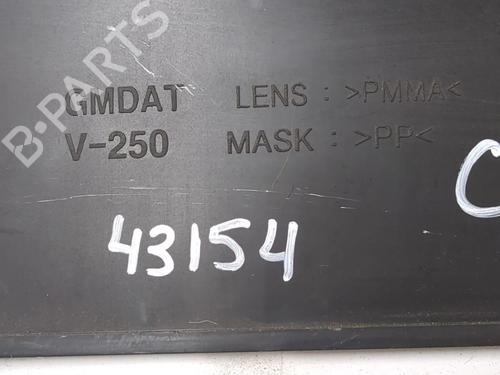 GMDAT LENS : >PMMA<
V-250 MASK : >PP<
43154
C
B-PARTS